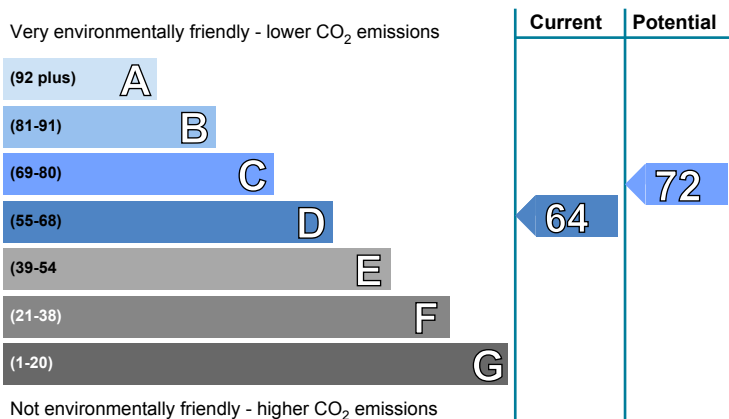 Very environmentally friendly - lower CO2 emissions
Current
Potential
(92 plus) A
(81-91) B
(69-80) C
72
(55-68) D
64
(39-54 E
(21-38) F
(1-20) G
Not environmentally friendly - higher CO2 emissions